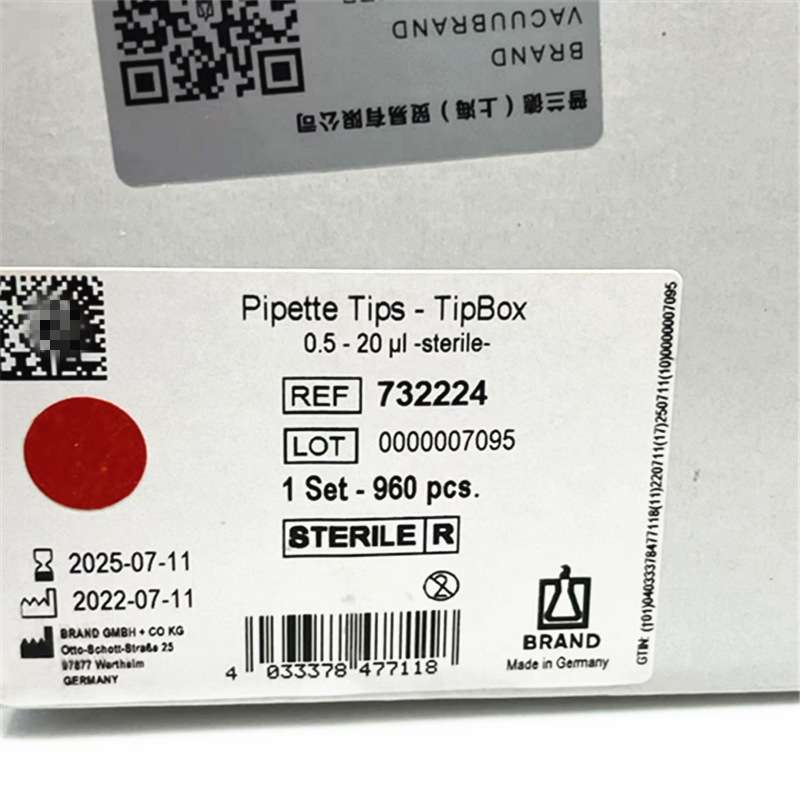 VACUUBRAND
BRAND
普兰德（上海）贸易有限公司
Pipette Tips - TipBox
0.5 - 20 µl -sterile-
REF 732224
LOT 0000007095
1 Set - 960 pcs.
STERILE R
2025-07-11
2022-07-11
BRAND GMBH + CO KG
Otto-Schott-Straße 25
97877 Wertheim
GERMANY
2
4 033378 477118
BRAND
Made in Germany
GTIN: (101)04033378477118(11)220711(17)250711(10)0000007095